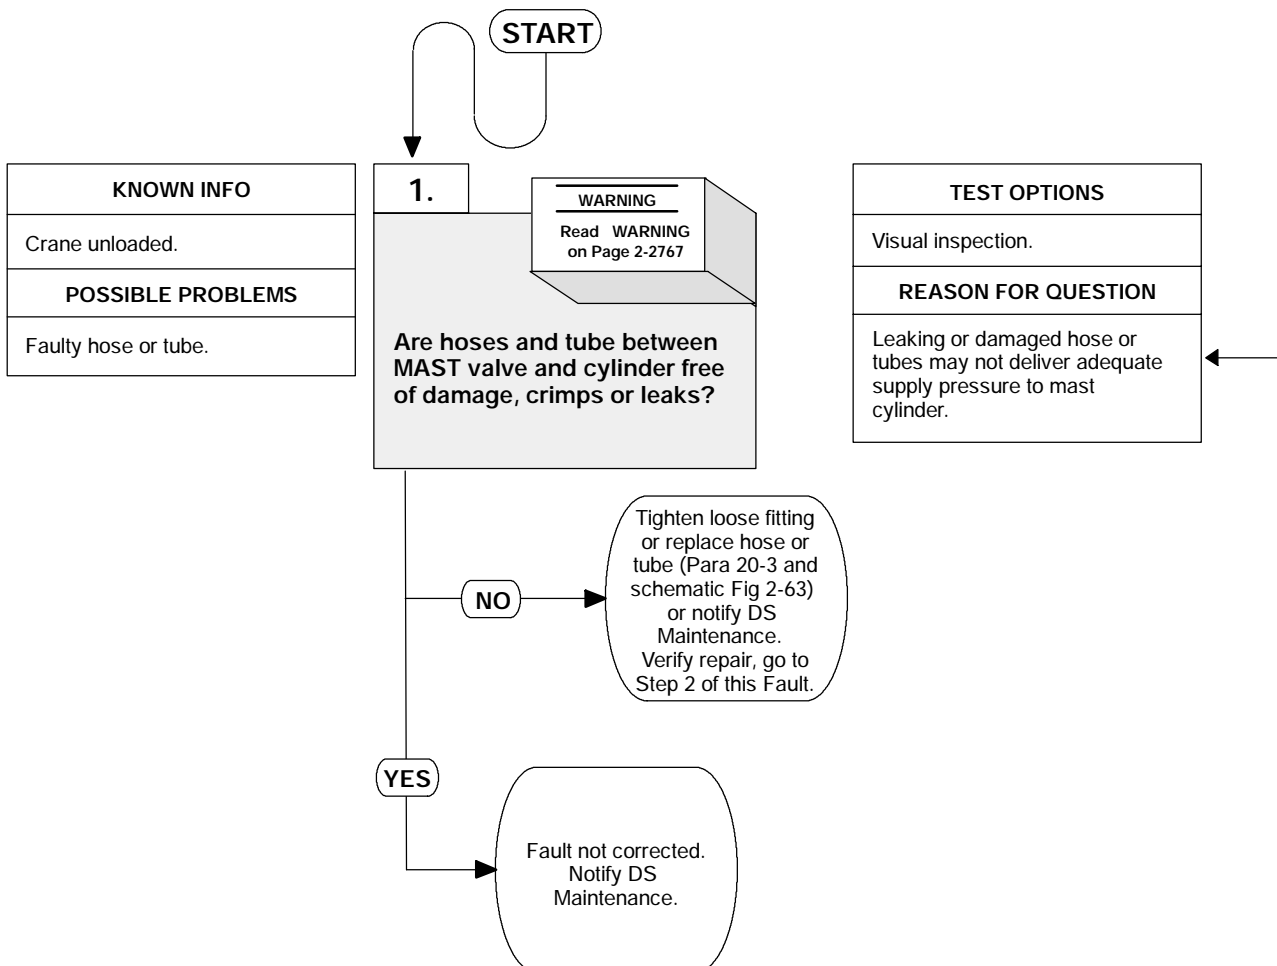 START
KNOWN INFO
Crane unloaded.
POSSIBLE PROBLEMS
Faulty hose or tube.
1.
WARNING
Read WARNING
on Page 2-2767
Are hoses and tube between
MAST valve and cylinder free
of damage, crimps or leaks?
TEST OPTIONS
Visual inspection.
REASON FOR QUESTION
Leaking or damaged hose or
tubes may not deliver adequate
supply pressure to mast
cylinder.
NO
Tighten loose fitting
or replace hose or
tube (Para 20-3 and
schematic Fig 2-63)
or notify DS
Maintenance.
Verify repair, go to
Step 2 of this Fault.
YES
Fault not corrected.
Notify DS
Maintenance.